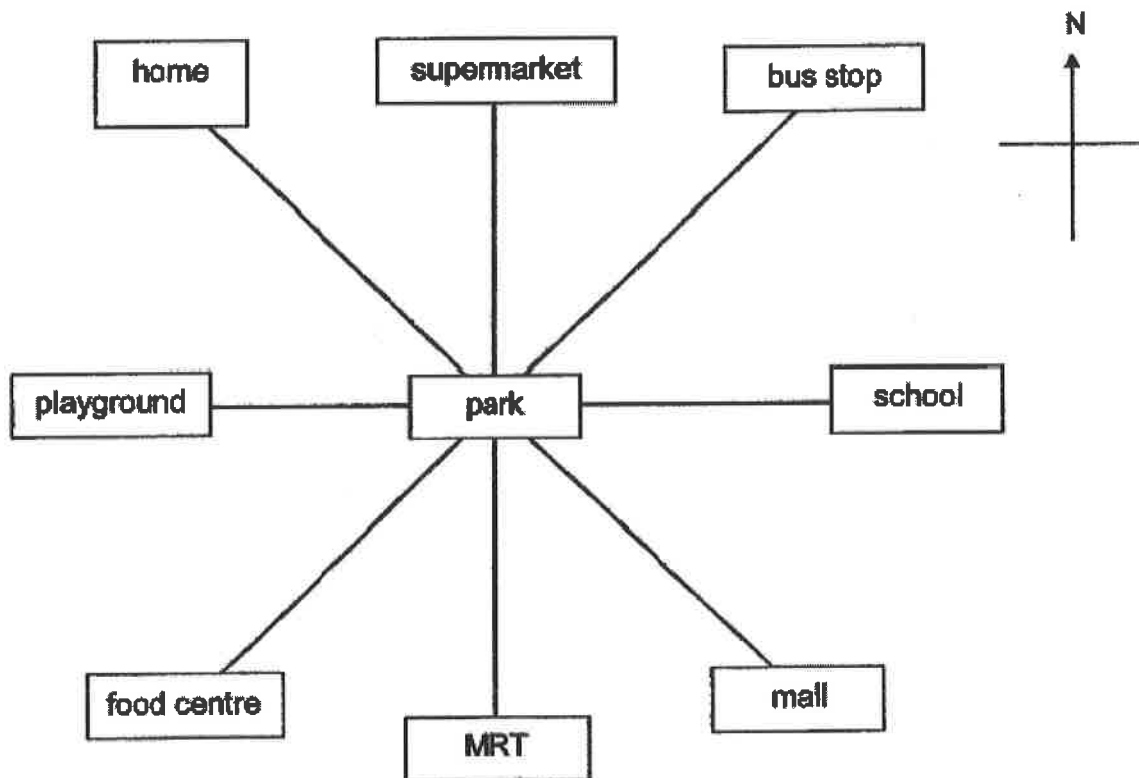 N
home
supermarket
bus stop
playground
park
school
food centre
MRT
mall